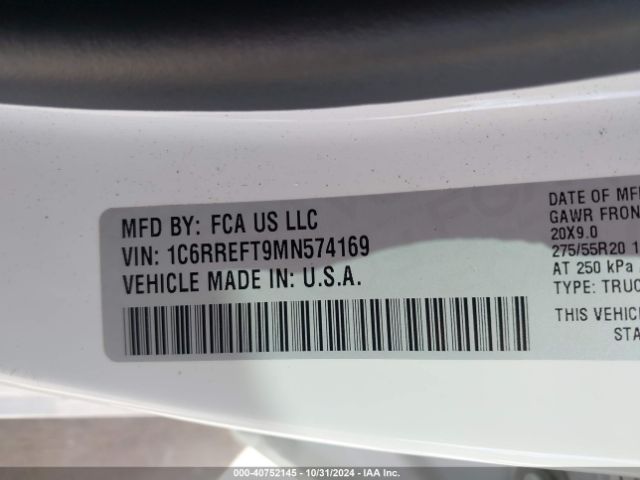 MFD BY: FCA US LLC
VIN: 1C6RREFT9MN574169
VEHICLE MADE IN: U.S.A.
DATE OF MF
GAWR FRON
20X9.0
275/55R20 1
AT 250 kPa
TYPE: TRUC
THIS VEHIC
STA
000-40752145 - 10/31/2024 - IAA Inc.